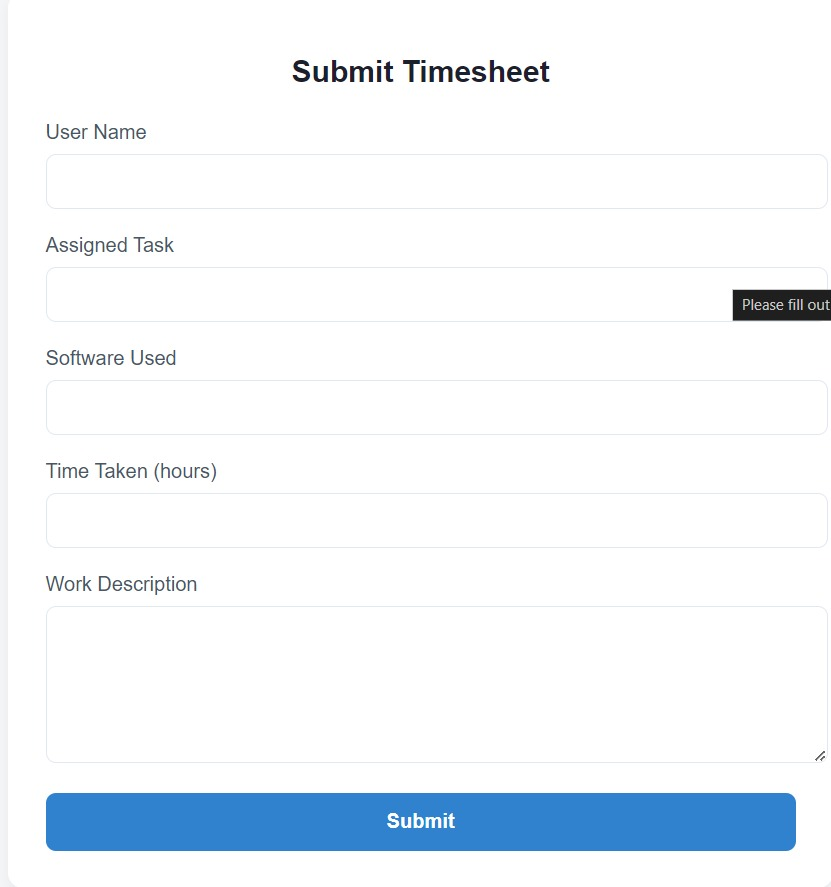 Submit Timesheet
User Name
Assigned Task
Please fill out
Software Used
Time Taken (hours)
Work Description
Submit